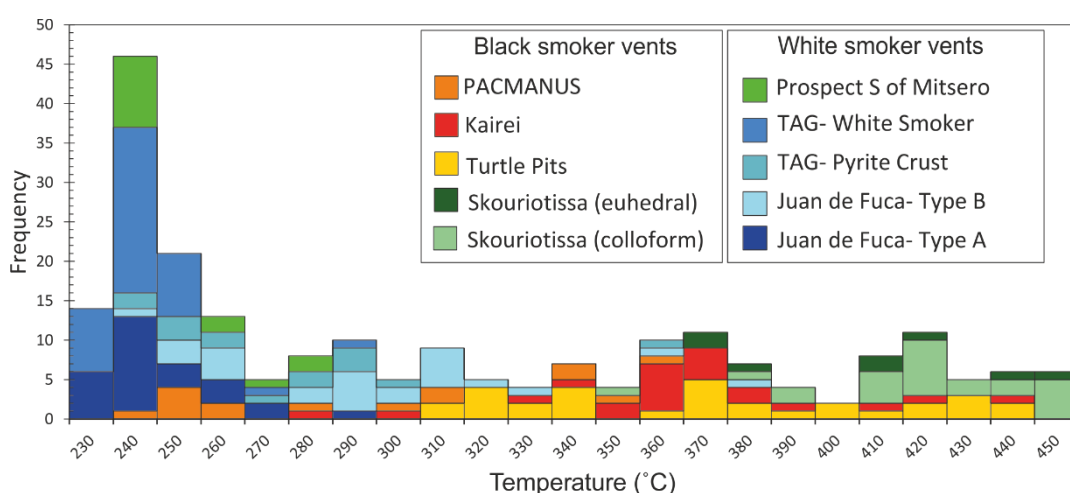 50
45
40
35
30
25
20
15
10
5
0
Frequency
Black smoker vents
PACMANUS
Kairei
Turtle Pits
Skouriotissa (euhedral)
Skouriotissa (colloform)
White smoker vents
Prospect S of Mitsero
TAG- White Smoker
TAG- Pyrite Crust
Juan de Fuca- Type B
Juan de Fuca- Type A
230 240 250 260 270 280 290 300 310 320 330 340 350 360 370 380 390 400 410 420 430 440 450
Temperature (˚C)